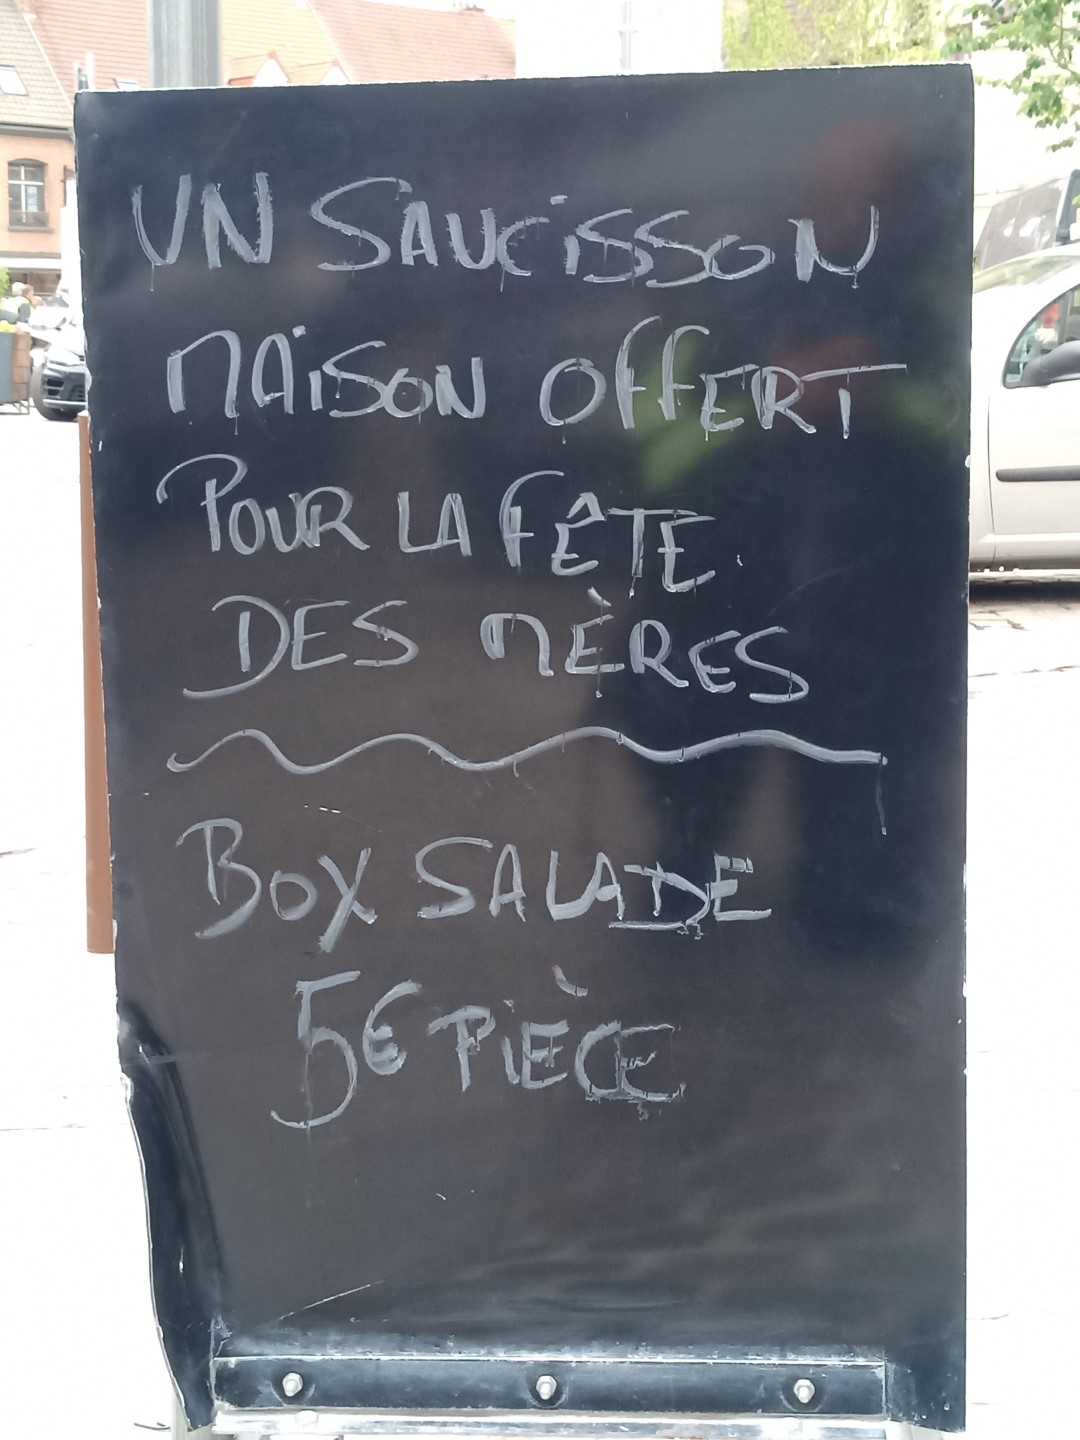 UN SAUCiSSON
MAiSON OFFERT
POUR LA FÊTE
DES MÈRES
BOX SALADE
5€ PIÈCE